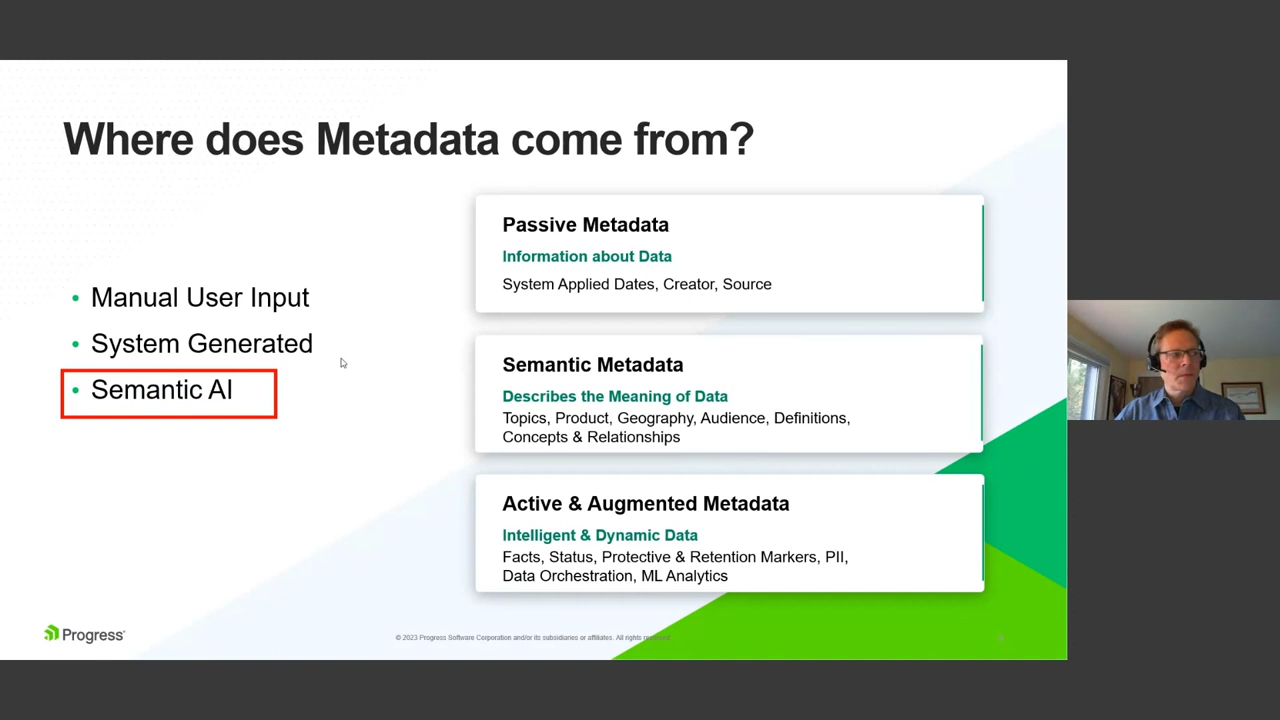 Where does Metadata come from?
• Manual User Input
• System Generated
• Semantic AI
Passive Metadata
Information about Data
System Applied Dates, Creator, Source
Semantic Metadata
Describes the Meaning of Data
Topics, Product, Geography, Audience, Definitions,
Concepts & Relationships
Active & Augmented Metadata
Intelligent & Dynamic Data
Facts, Status, Protective & Retention Markers, PII,
Data Orchestration, ML Analytics
Progress
© 2023 Progress Software Corporation and/or its subsidiaries or affiliates. All rights